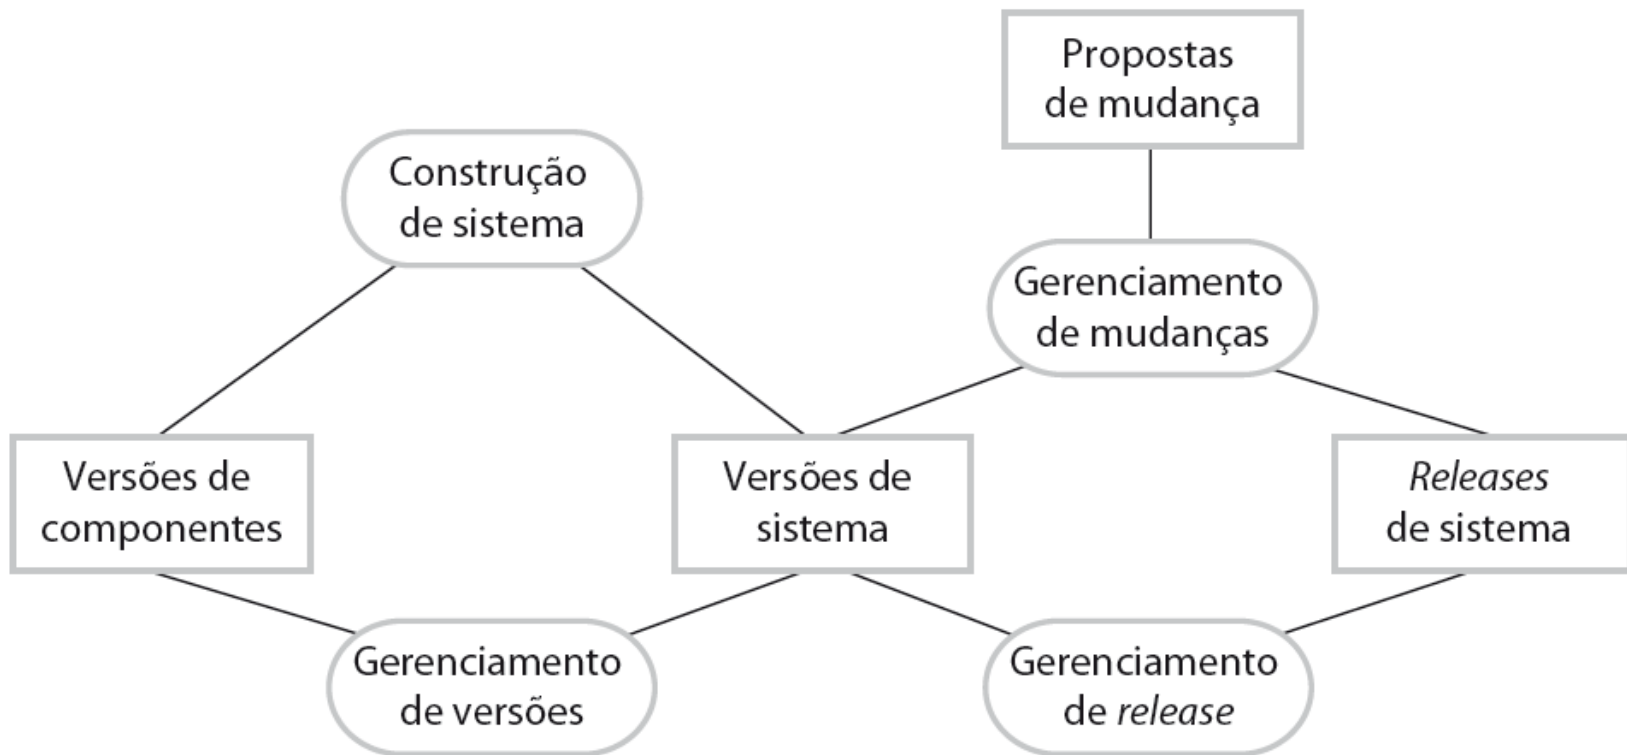 Propostas
de mudança
Construção
de sistema
Gerenciamento
de mudanças
Versões de
componentes
Versões de
sistema
Releases
de sistema
Gerenciamento
de versões
Gerenciamento
de release